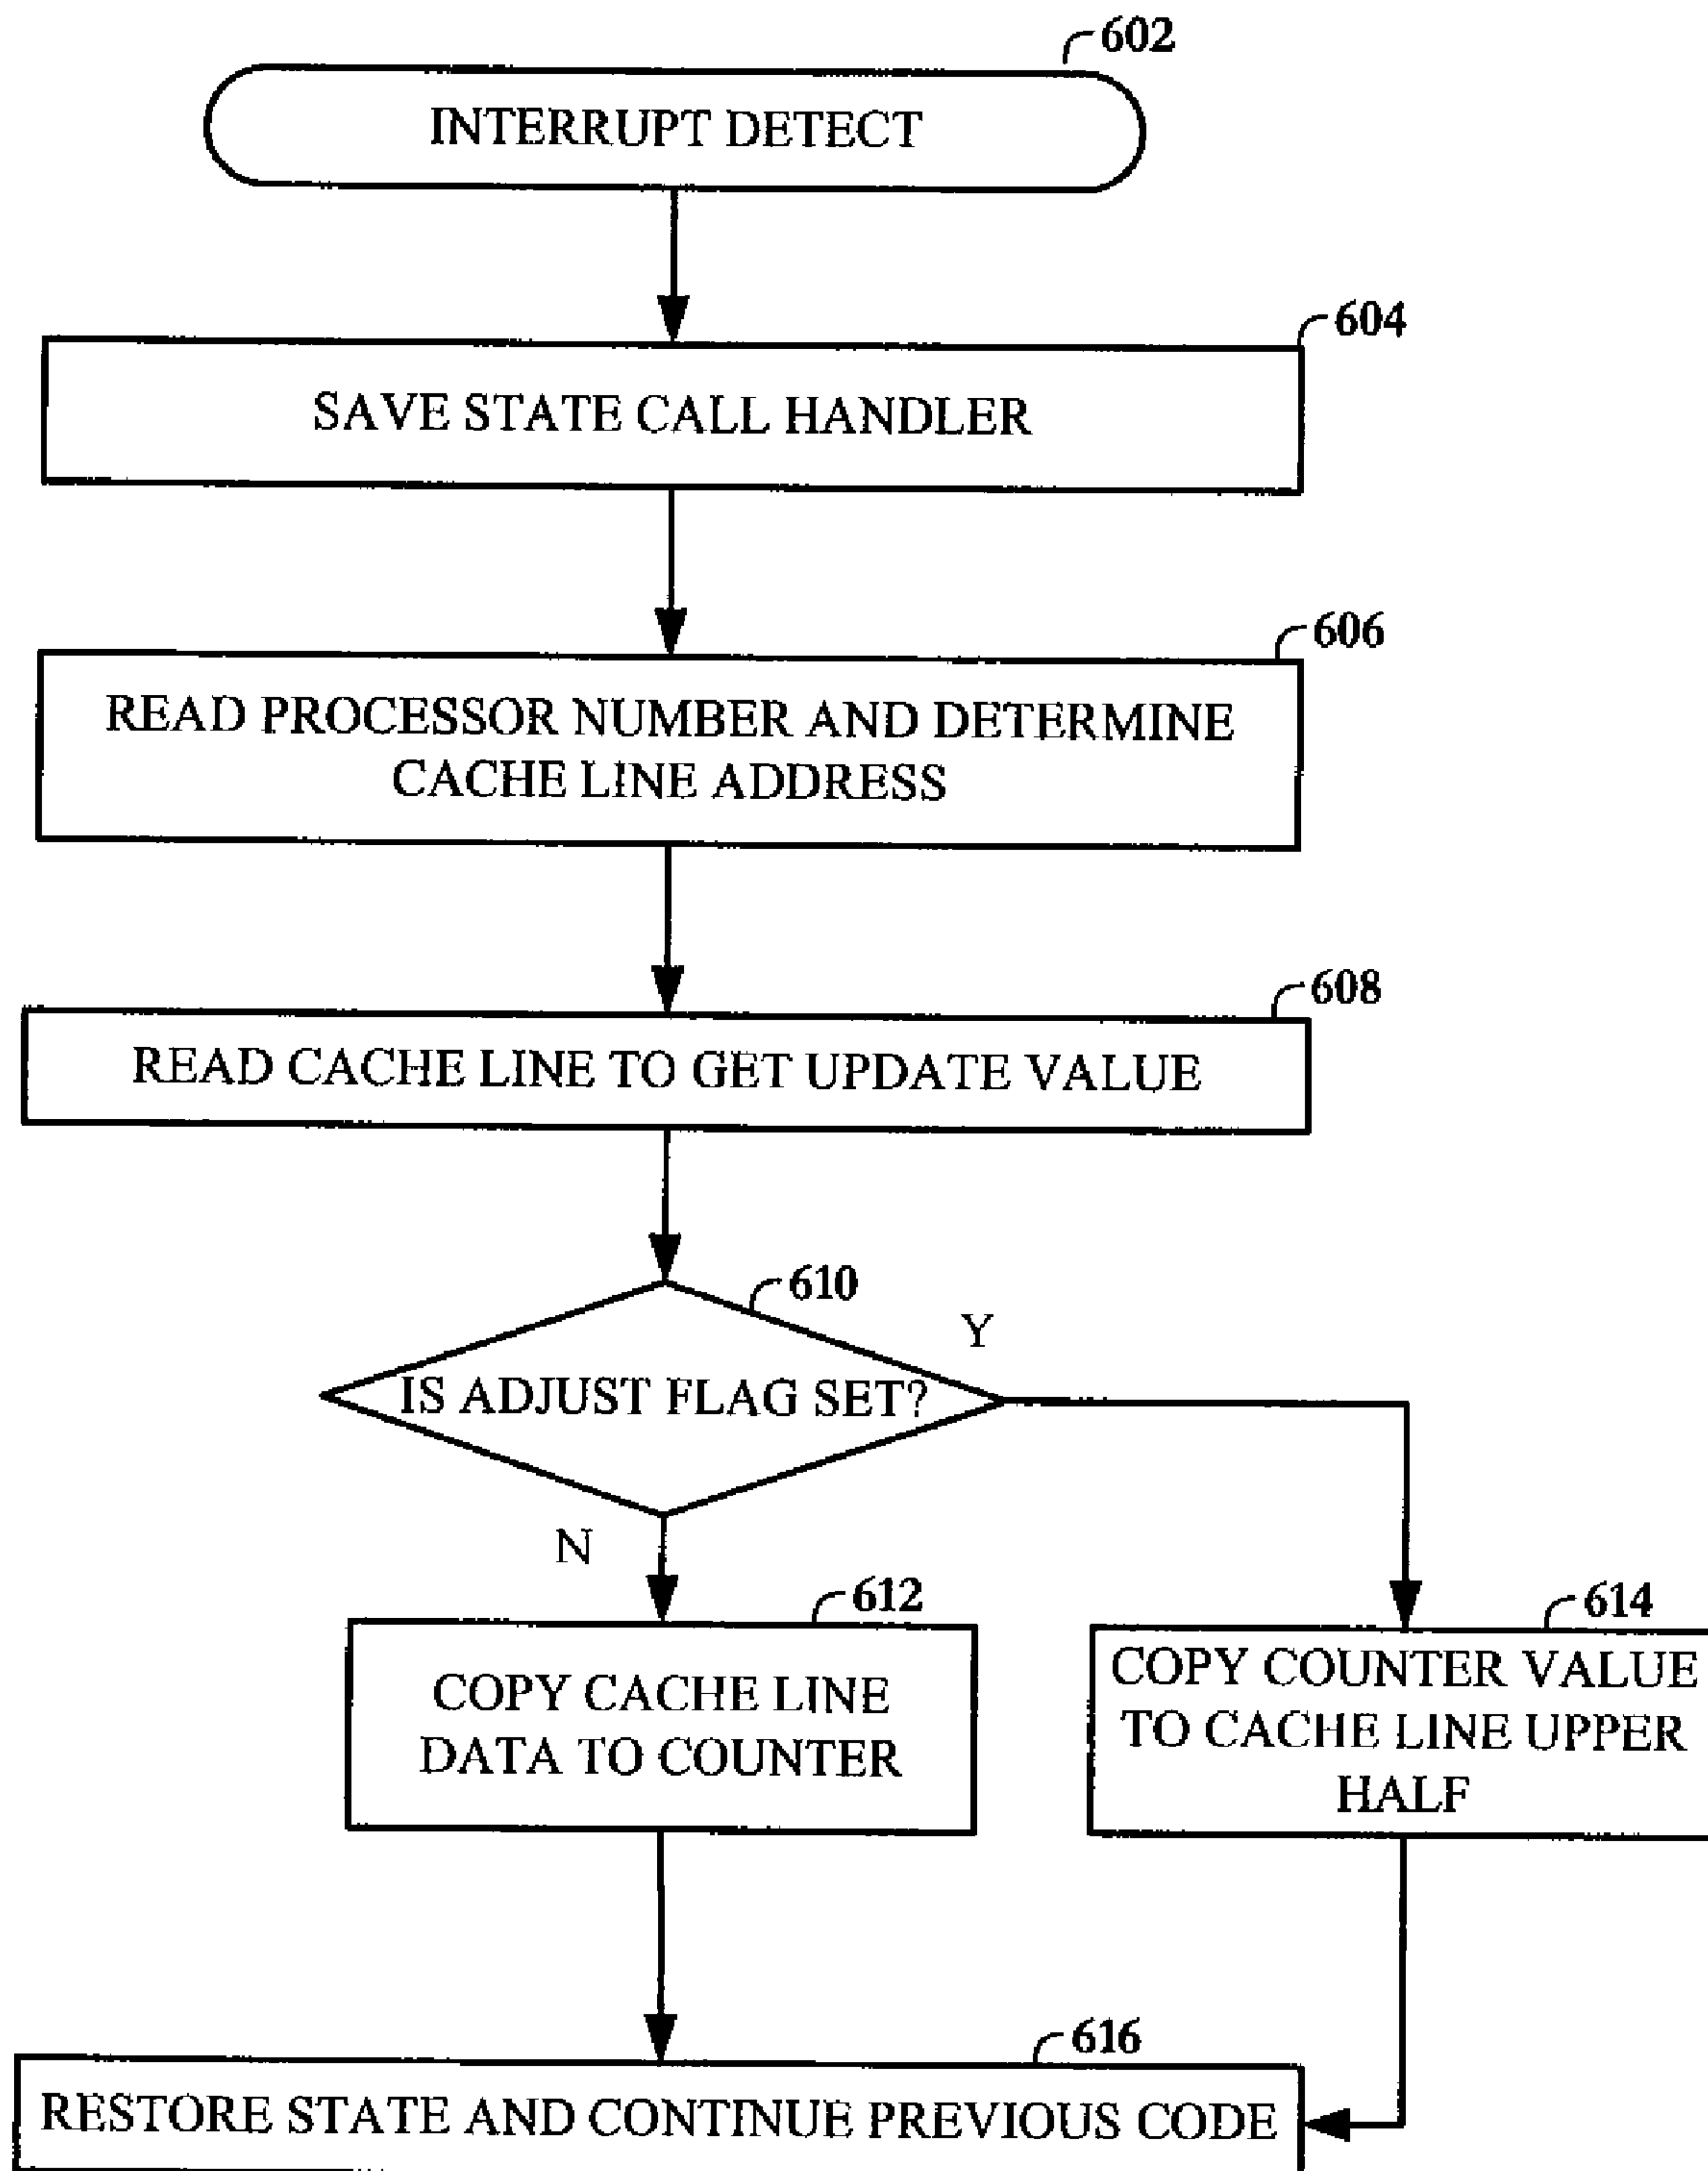 602
INTERRUPT DETECT
604
SAVE STATE CALL HANDLER
606
READ PROCESSOR NUMBER AND DETERMINE
CACHE LINE ADDRESS
608
READ CACHE LINE TO GET UPDATE VALUE
610
Y
IS ADJUST FLAG SET?
N
612
COPY CACHE LINE
DATA TO COUNTER
614
COPY COUNTER VALUE
TO CACHE LINE UPPER
HALF
616
RESTORE STATE AND CONTINUE PREVIOUS CODE